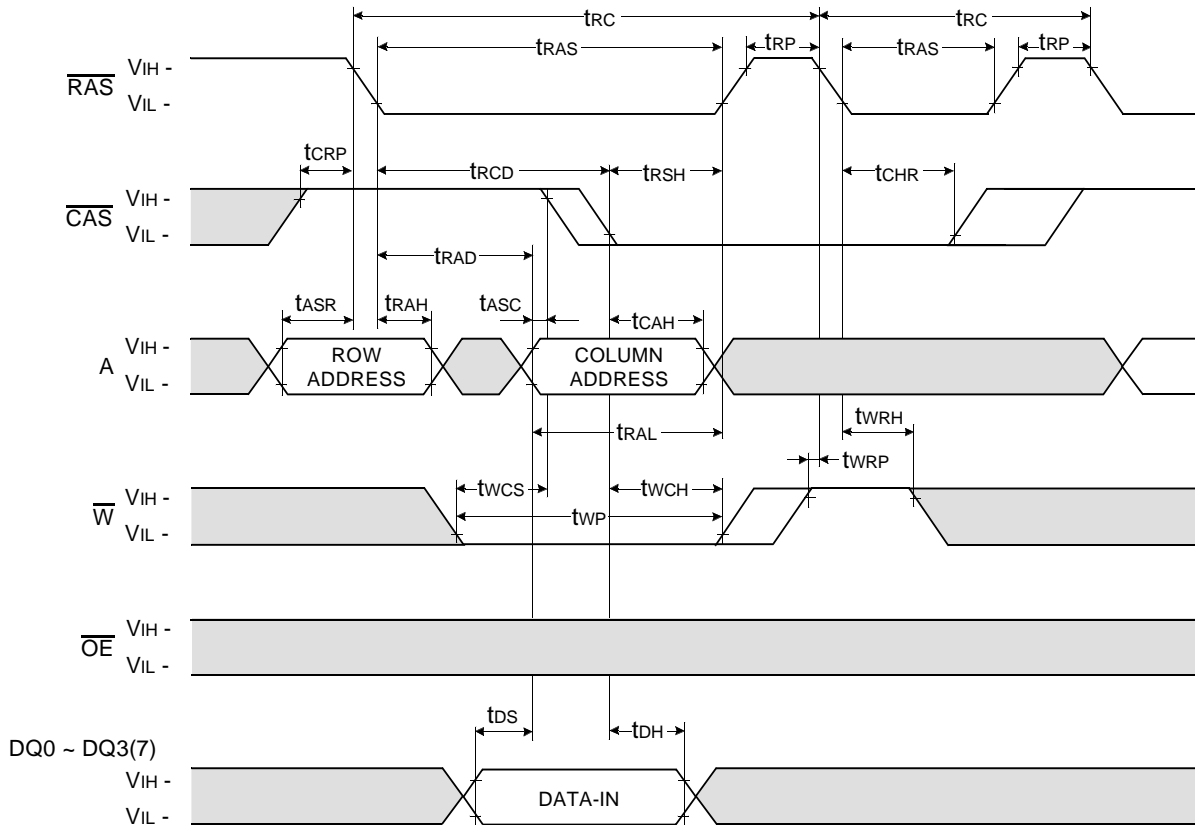 tRC tRC
tRAS tRP tRAS tRP
RAS VIH -
VIL -
tCRP tRCD tRSH tCHR
CAS VIH -
VIL -
tRAD
tASR tRAH tASC tCAH
A VIH -
VIL -
ROW ADDRESS
COLUMN ADDRESS
tRAL tWRH
tWRP
W VIH -
VIL -
tWCS tWCH
tWP
OE VIH -
VIL -
tDS tDH
DQ0 ~ DQ3(7)
VIH -
VIL -
DATA-IN